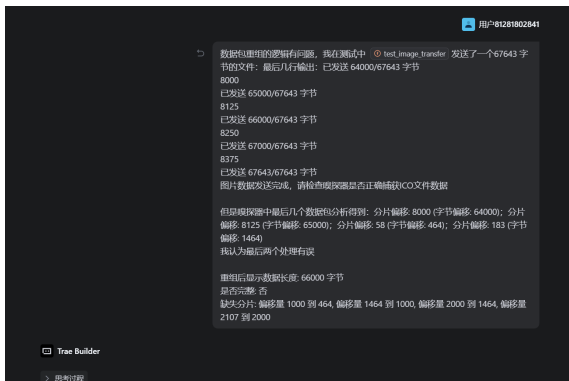 用户81281802841
数据包重组的逻辑有问题，我在测试中 test_image_transfer 发送了一个67643 字
节的文件：最后几行输出：已发送 64000/67643 字节
8000
已发送 65000/67643 字节
8125
已发送 66000/67643 字节
8250
已发送 67000/67643 字节
8375
已发送 67643/67643 字节
图片数据发送完成，请检查嗅探器是否正确捕获ICO文件数据
但是嗅探器中最后几个数据包分析得到：分片偏移: 8000 (字节偏移: 64000)；分片
偏移: 8125 (字节偏移: 65000)；分片偏移: 58 (字节偏移: 464)；分片偏移: 183 (字节
偏移: 1464)
我认为最后两个处理有误
重组后显示数据长度: 66000 字节
是否完整: 否
缺失分片: 偏移量 1000 到 464, 偏移量 1464 到 1000, 偏移量 2000 到 1464, 偏移量
2107 到 2000
Trae Builder
> 思考过程